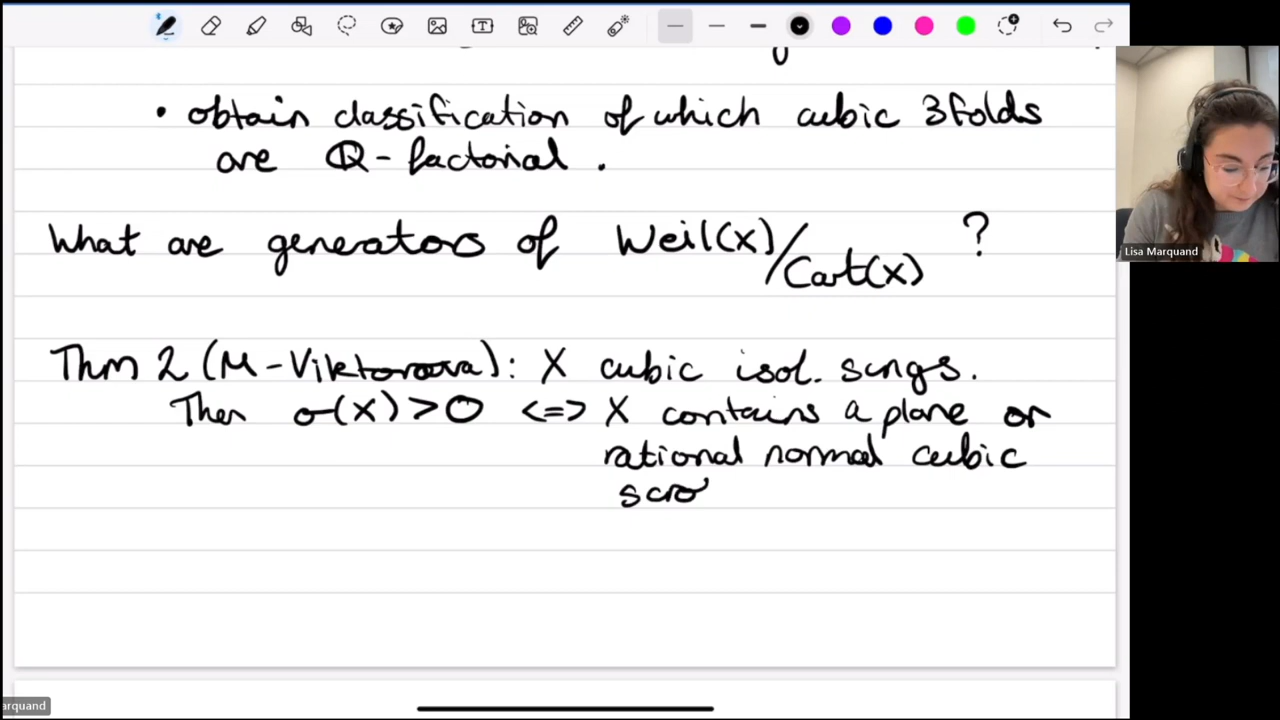 • obtain classification of which cubic 3folds
are Q-factorial.
What are generators of Weil(X)/Cart(X) ?
Thm 2 (M-Viktorova): X cubic isol. sings.
Then σ(X)>0 <=> X contains a plane or
rational normal cubic
scro
Lisa Marquand
arquand